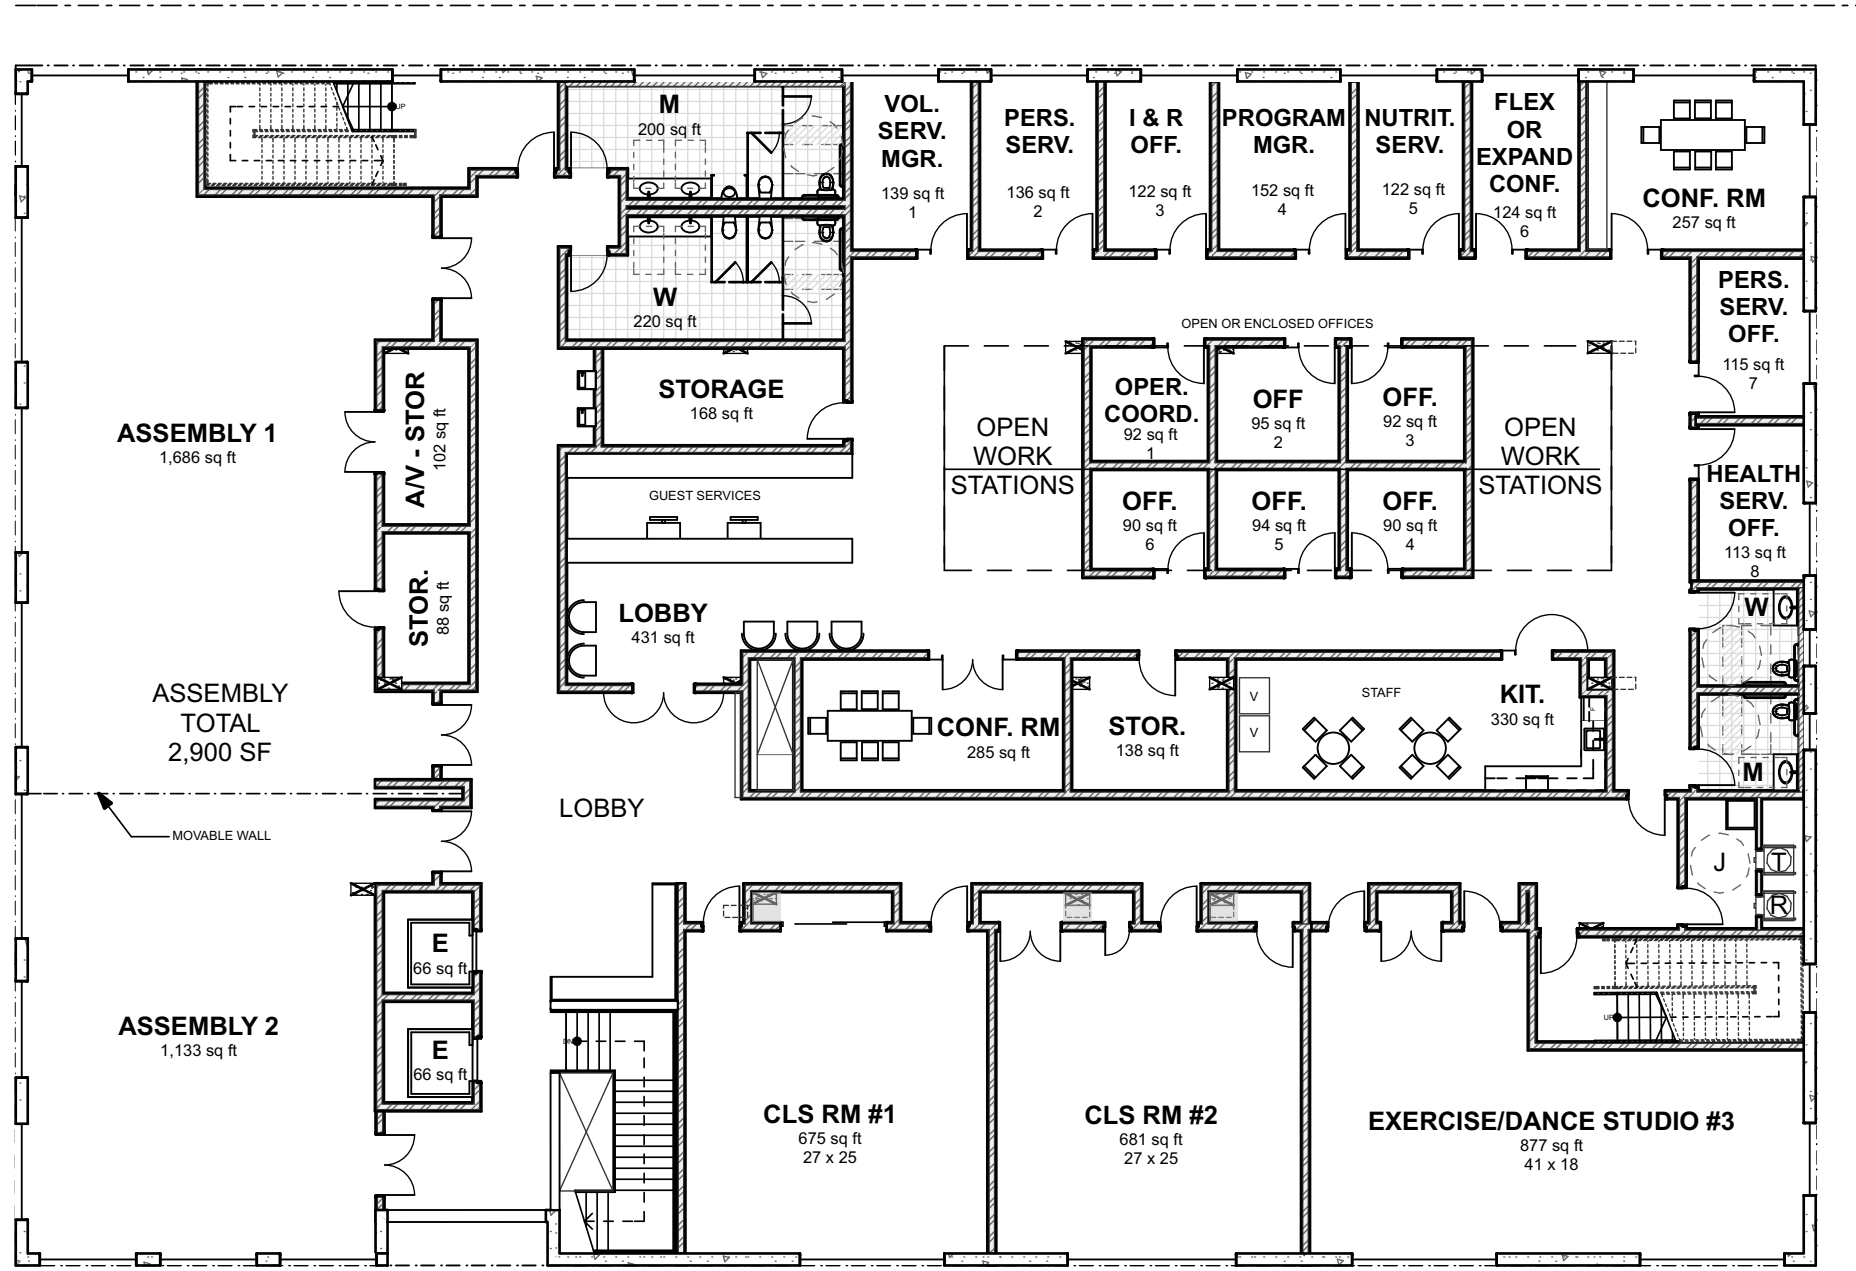 M
200 sq ft
UP
VOL.
SERV.
MGR.
139 sq ft
1
PERS.
SERV.
136 sq ft
2
I & R
OFF.
122 sq ft
3
PROGRAM
MGR.
152 sq ft
4
NUTRIT.
SERV.
122 sq ft
5
FLEX
OR
EXPAND
CONF.
124 sq ft
6
CONF. RM
257 sq ft
W
220 sq ft
PERS.
SERV.
OFF.
115 sq ft
7
OPEN OR ENCLOSED OFFICES
STORAGE
168 sq ft
A/V - STOR
102 sq ft
ASSEMBLY 1
1,686 sq ft
OPEN
WORK
STATIONS
OPER.
COORD.
92 sq ft
1
OFF
95 sq ft
2
OFF.
92 sq ft
3
OPEN
WORK
STATIONS
OFF.
90 sq ft
6
OFF.
94 sq ft
5
OFF.
90 sq ft
4
HEALTH
SERV.
OFF.
113 sq ft
8
GUEST SERVICES
STOR.
88 sq ft
LOBBY
431 sq ft
W
ASSEMBLY
TOTAL
2,900 SF
CONF. RM
285 sq ft
STOR.
138 sq ft
V
V
STAFF
KIT.
330 sq ft
M
LOBBY
MOVABLE WALL
J
T
R
E
66 sq ft
E
66 sq ft
ASSEMBLY 2
1,133 sq ft
DN
UP
CLS RM #1
675 sq ft
27 x 25
CLS RM #2
681 sq ft
27 x 25
EXERCISE/DANCE STUDIO #3
877 sq ft
41 x 18